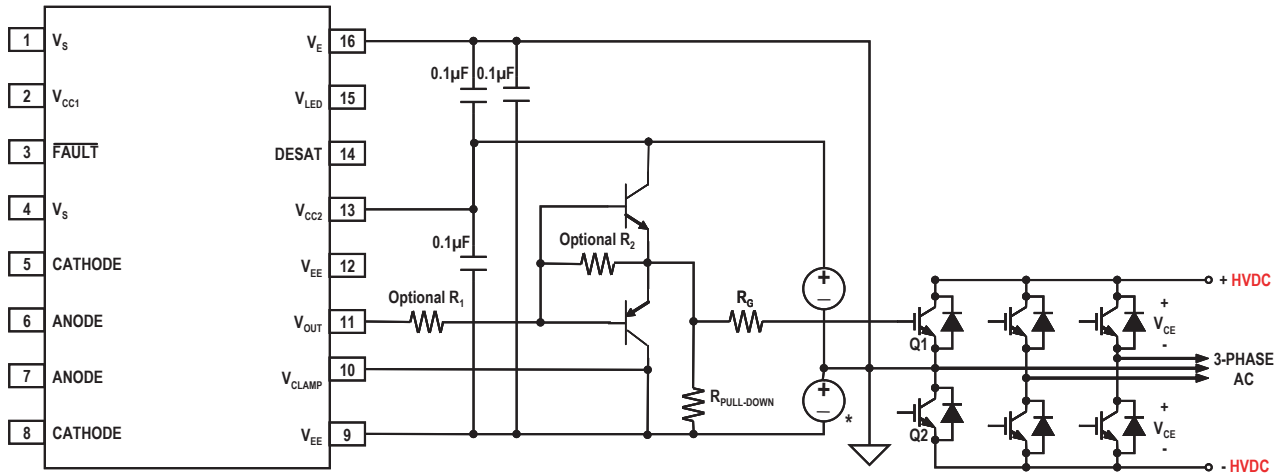 1 V_S
2 V_CC1
3 FAULT
4 V_S
5 CATHODE
6 ANODE
7 ANODE
8 CATHODE
V_E 16
V_LED 15
DESAT 14
V_CC2 13
V_EE 12
V_OUT 11
V_CLAMP 10
V_EE 9
0.1µF 0.1µF
0.1µF
Optional R_1
Optional R_2
R_G
R_PULL-DOWN
+
–
+
–
*
Q1
Q2
+ HVDC
+
V_CE
-
3-PHASE
AC
+
V_CE
-
- HVDC